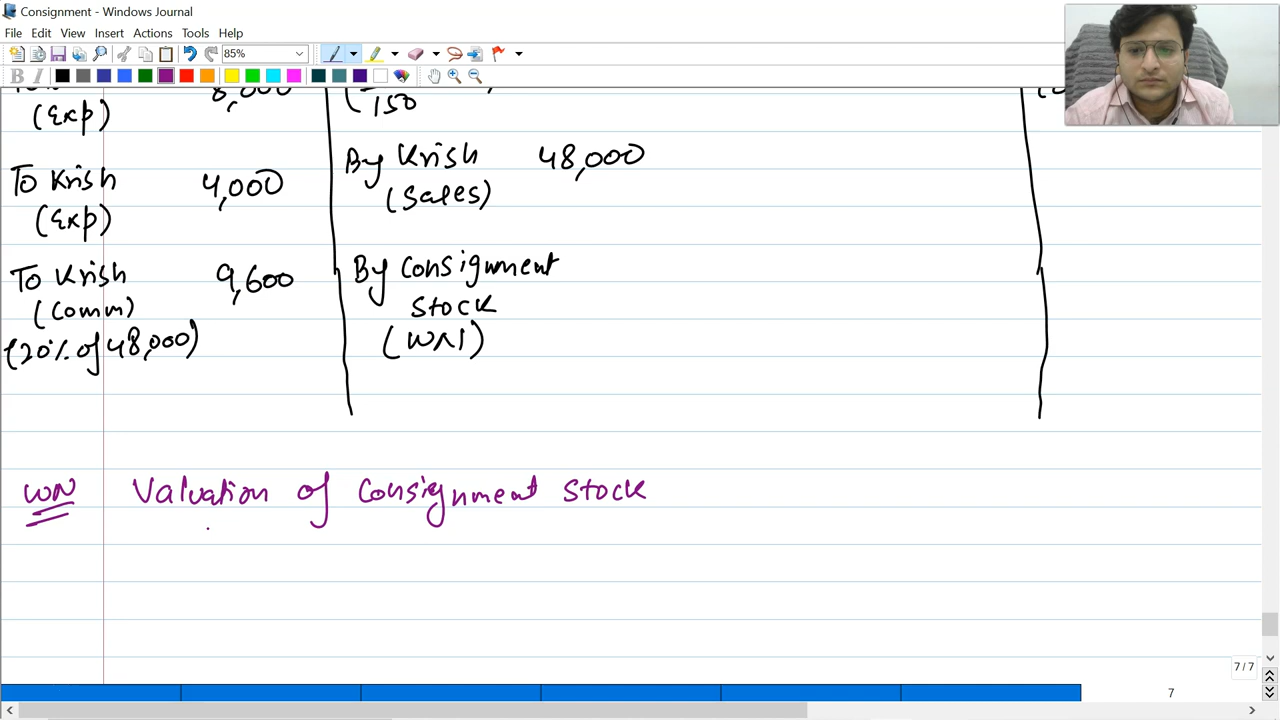 Consignment - Windows Journal
File Edit View Insert Actions Tools Help
85%
B I
8,000
150
(Exp)
By Krish 48,000
To Krish 4,000
(Sales)
(Exp)
To Krish 9,600
By Consignment
(Comm)
Stock
(20% of 48,000)
(WN1)
WN Valuation of Consignment Stock
7 / 7
7